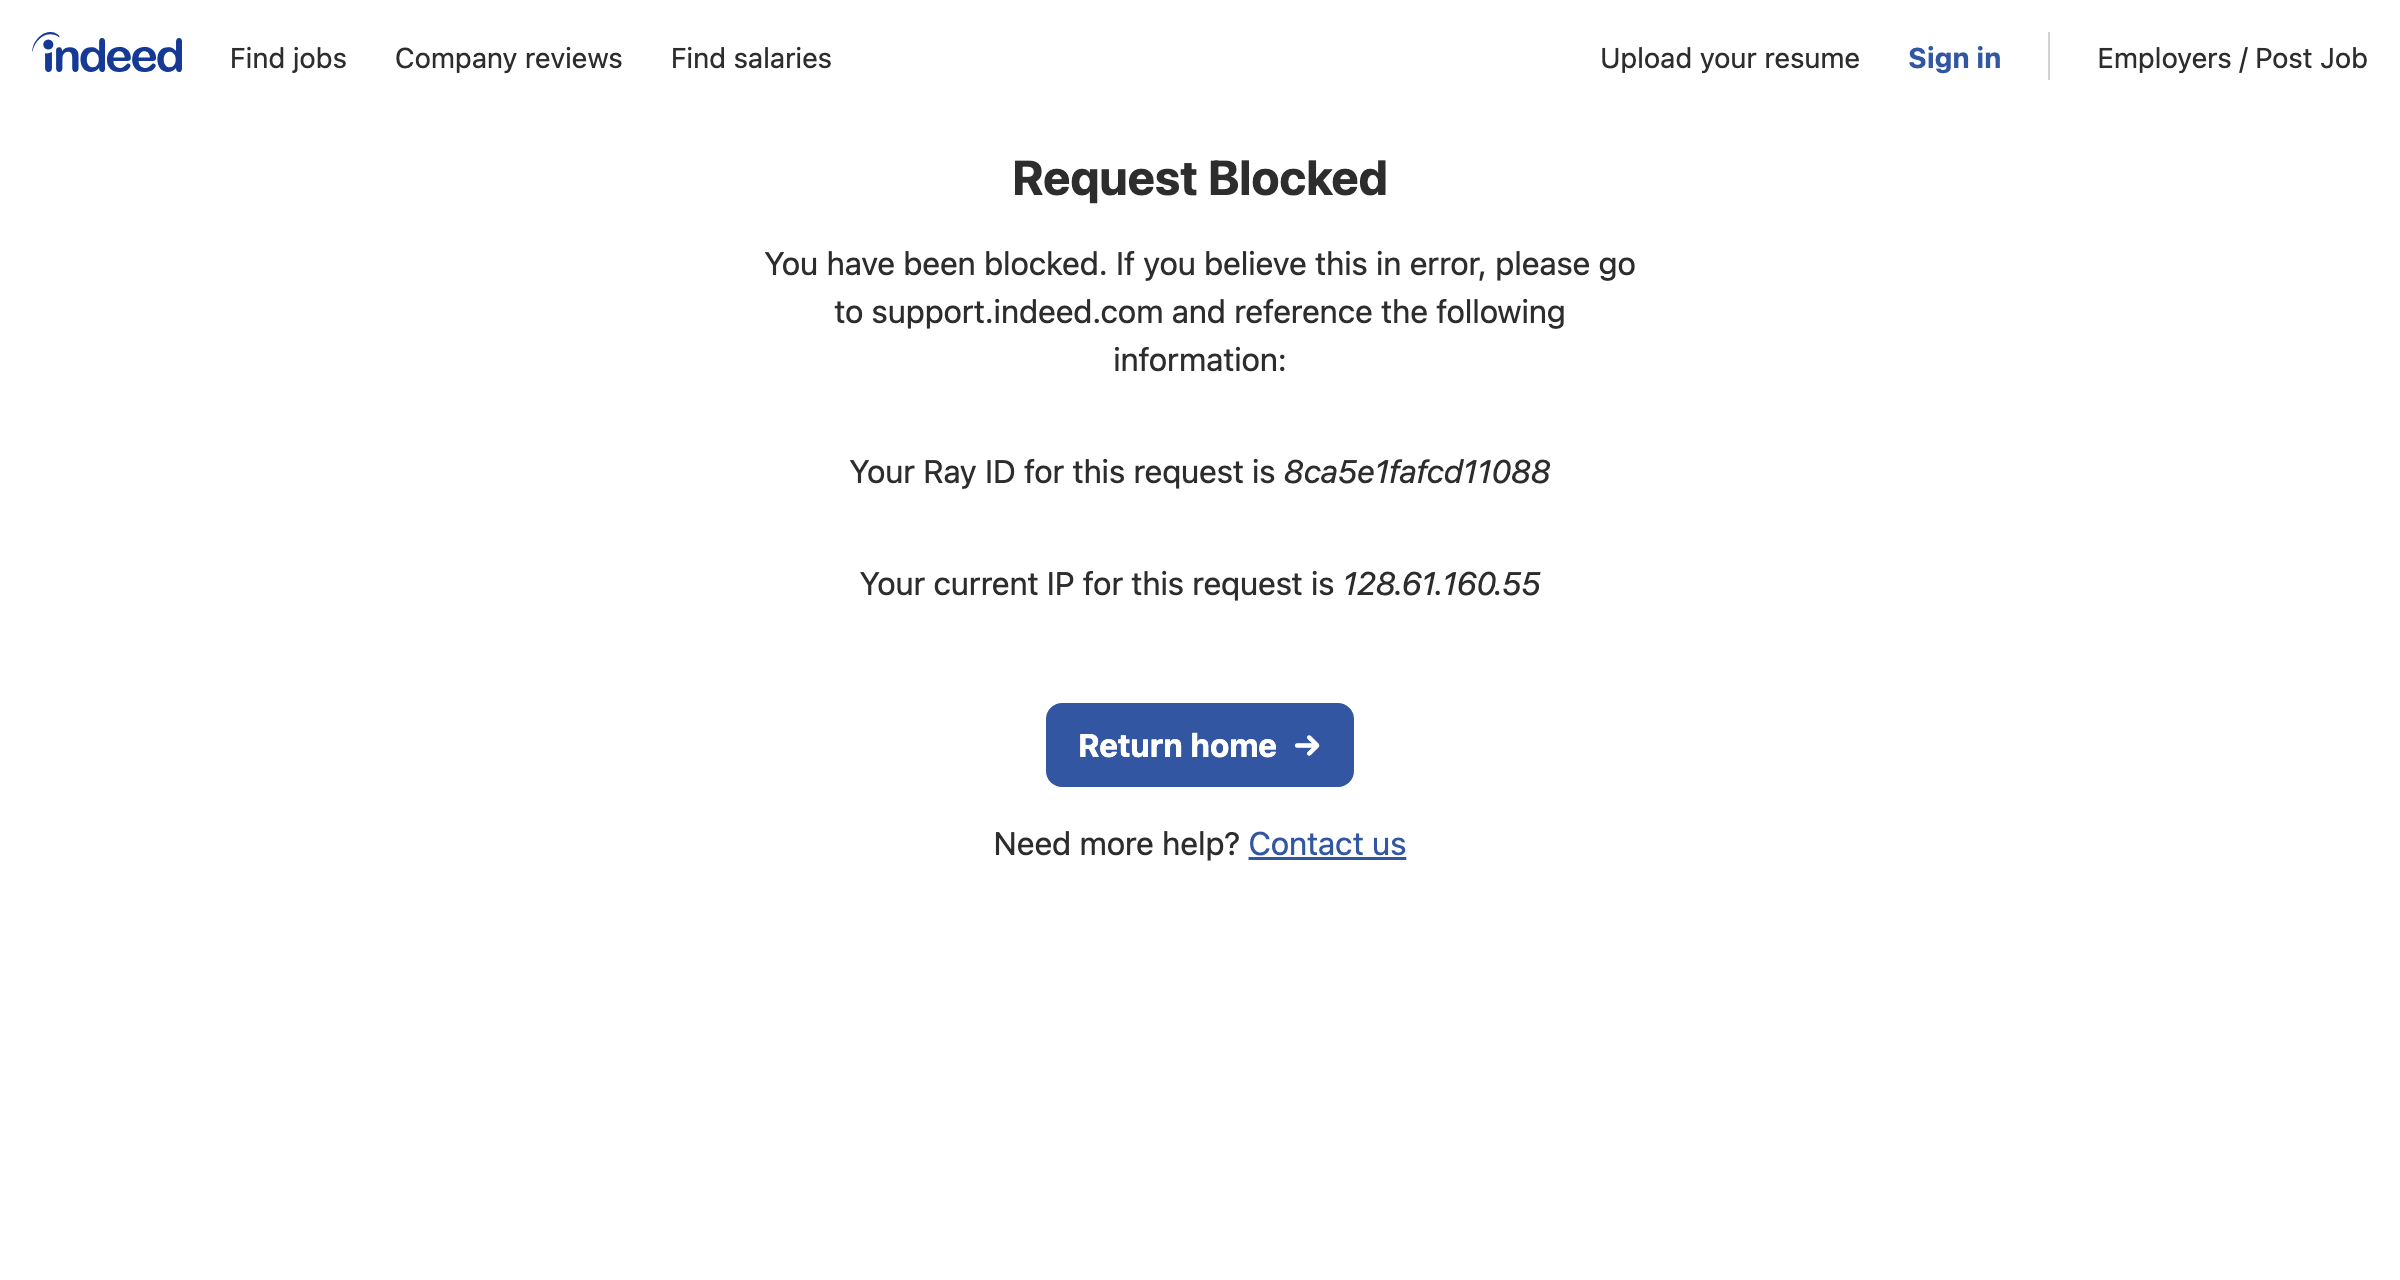 indeed
Find jobs
Company reviews
Find salaries
Upload your resume
Sign in
Employers / Post Job
Request Blocked
You have been blocked. If you believe this in error, please go
to support.indeed.com and reference the following
information:
Your Ray ID for this request is 8ca5e1fafcd11088
Your current IP for this request is 128.61.160.55
Return home
Need more help? Contact us